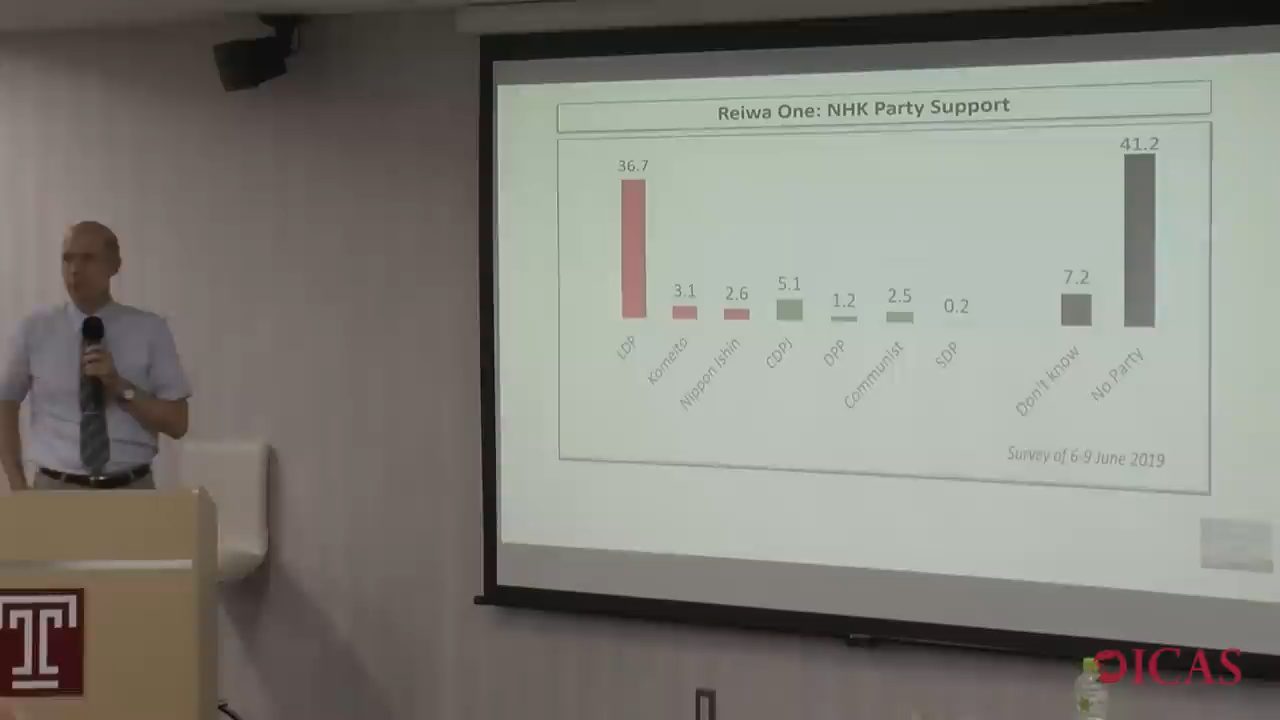 Reiwa One: NHK Party Support
36.7
3.1
2.6
5.1
1.2
2.5
0.2
7.2
41.2
LDP
Komeito
Nippon Ishin
CDPJ
DPP
Communist
SDP
Don't know
No Party
Survey of 6-9 June 2019
T
ICAS